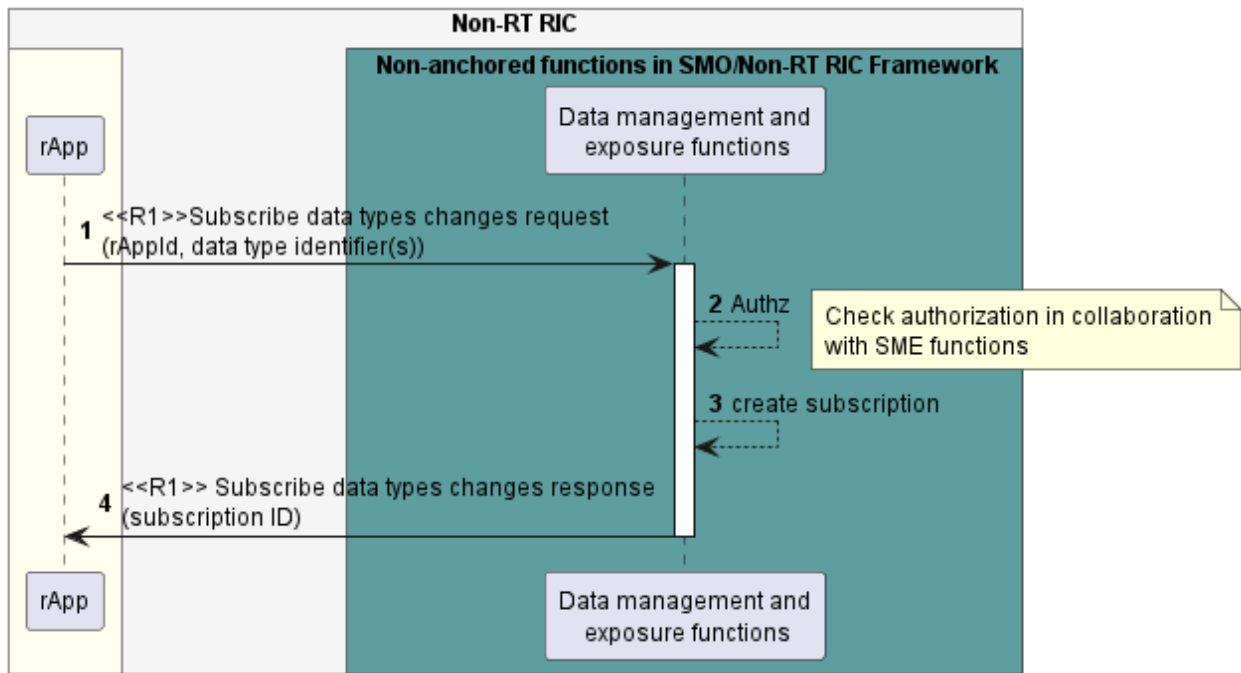 Non-RT RIC
Non-anchored functions in SMO/Non-RT RIC Framework
rApp
Data management and
exposure functions
1 <<R1>>Subscribe data types changes request
(rAppId, data type identifier(s))
2 Authz
Check authorization in collaboration
with SME functions
3 create subscription
4 <<R1>> Subscribe data types changes response
(subscription ID)
rApp
Data management and
exposure functions